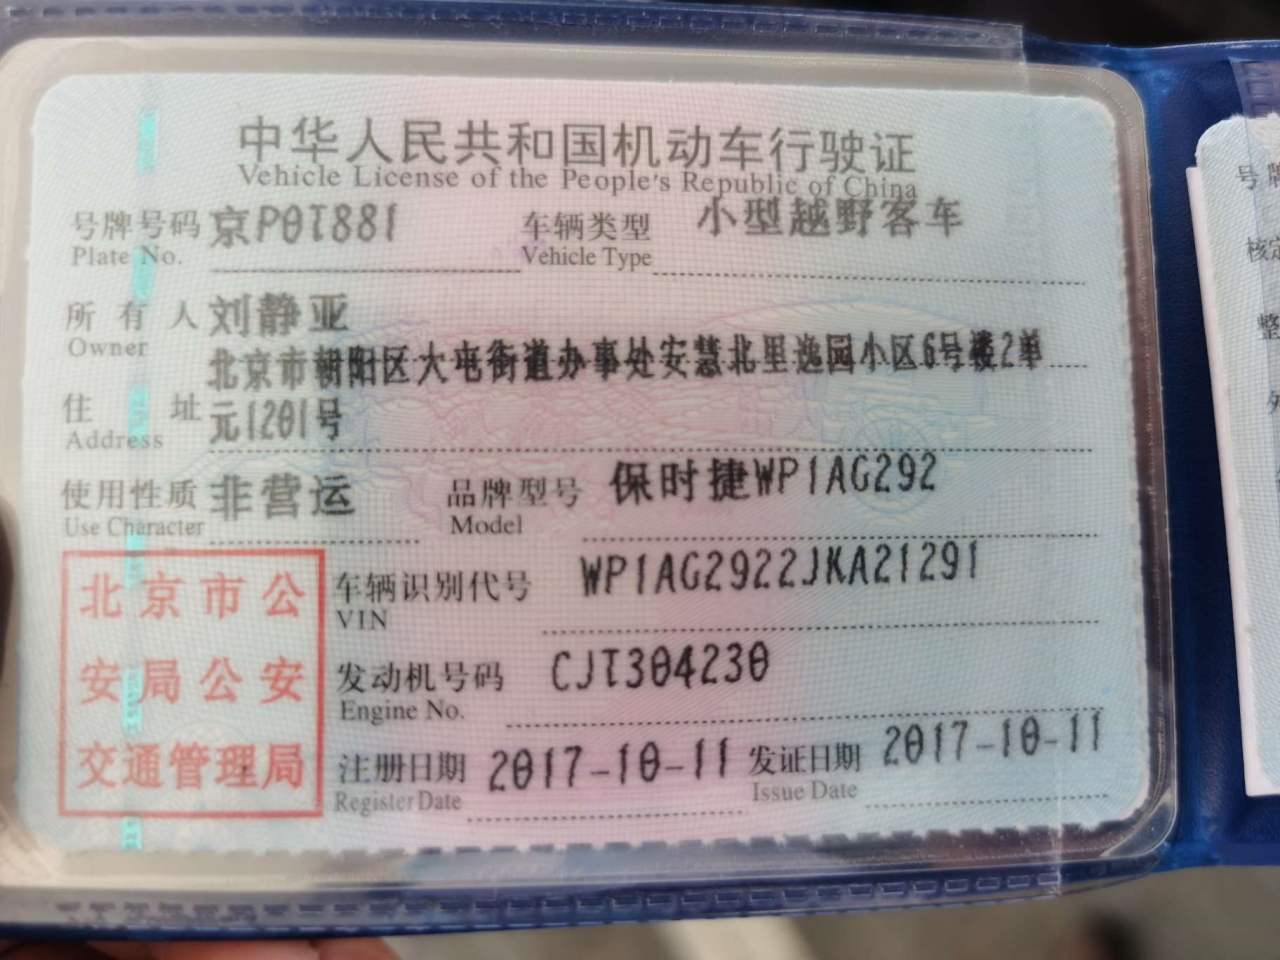 中华人民共和国机动车行驶证
Vehicle License of the People's Republic of China
号牌号码 京P0T881 车辆类型 小型越野客车
Plate No. Vehicle Type
所有人 刘静亚
Owner
北京市朝阳区大屯街道办事处安慧北里逸园小区6号楼2单
住址 元1201号
Address
使用性质 非营运 品牌型号 保时捷WP1AG292
Use Character Model
北京市公 车辆识别代号 WP1AG2922JKA21291
VIN
安局公安 发动机号码 CJT304230
Engine No.
交通管理局 注册日期 2017-10-11 发证日期 2017-10-11
Register Date Issue Date
号牌
核定
整
外